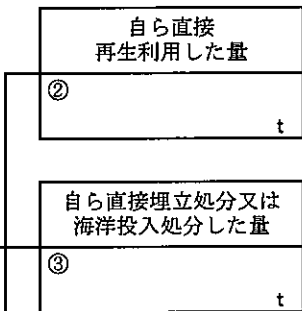 自ら直接
再生利用した量
②
t
自ら直接埋立処分又は
海洋投入処分した量
③
t